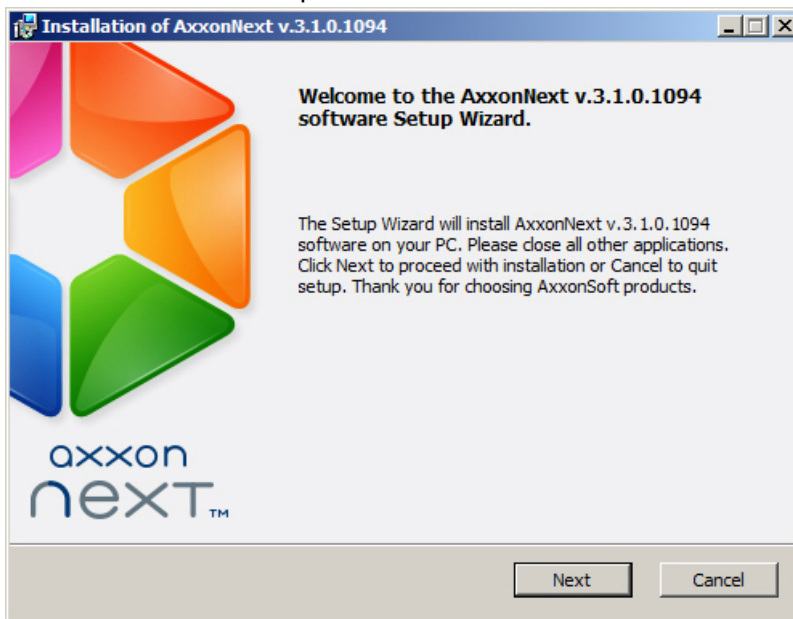 Installation of AxxonNext v.3.1.0.1094
Welcome to the AxxonNext v.3.1.0.1094
software Setup Wizard.
The Setup Wizard will install AxxonNext v.3.1.0.1094
software on your PC. Please close all other applications.
Click Next to proceed with installation or Cancel to quit
setup. Thank you for choosing AxxonSoft products.
axxon
next™
Next
Cancel